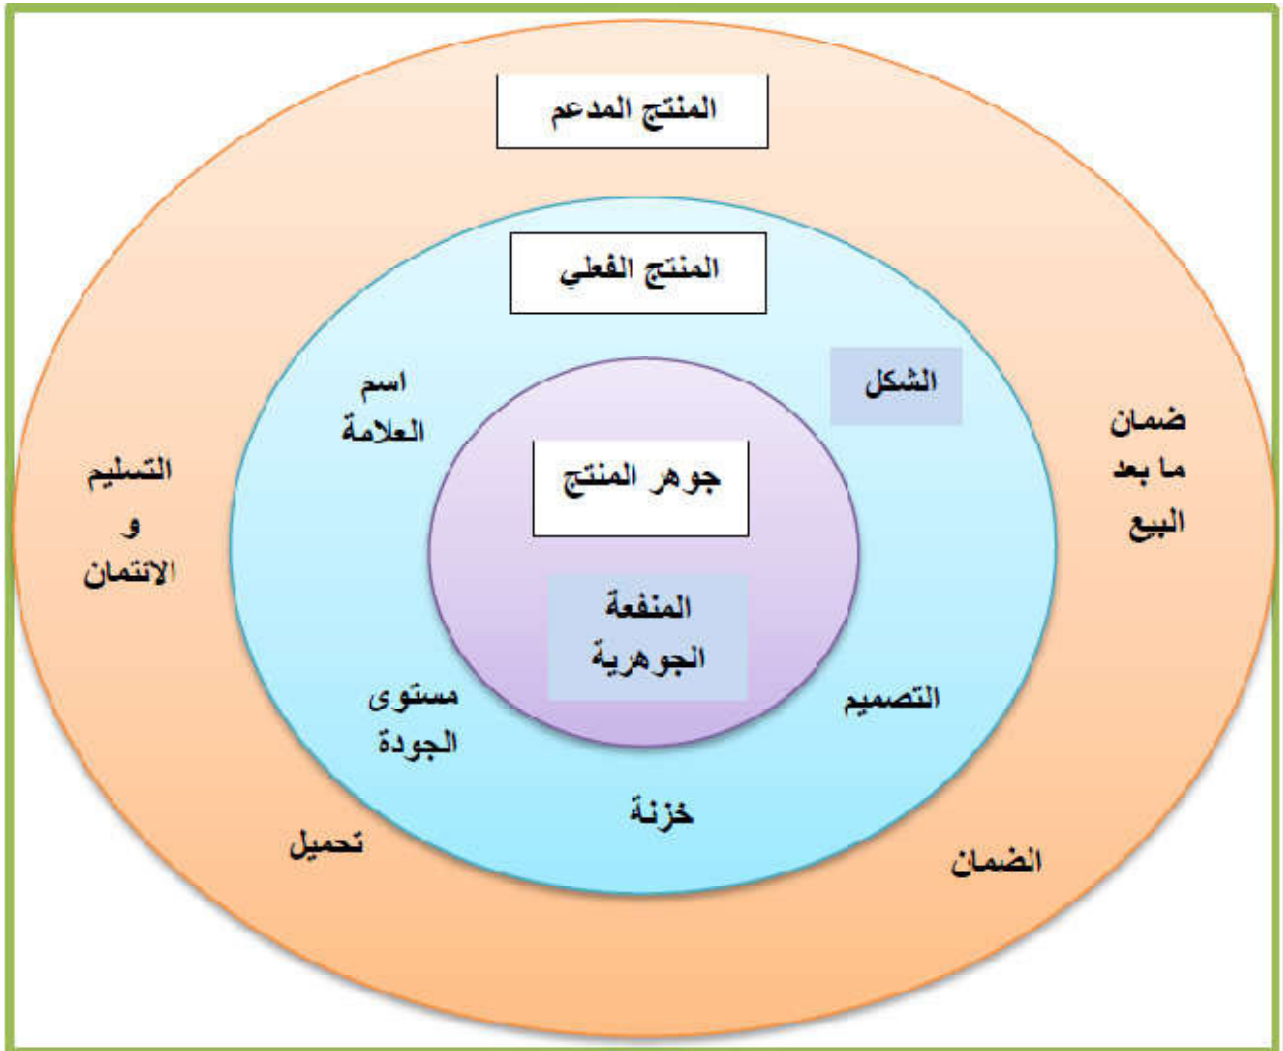 المنتج المدعم
المنتج الفعلي
الشكل
اسم
العلامة
ضمان
ما بعد
البيع
جوهر المنتج
التسليم
و
الائتمان
المنفعة
الجوهرية
التصميم
مستوى
الجودة
خزنة
تحميل
الضمان